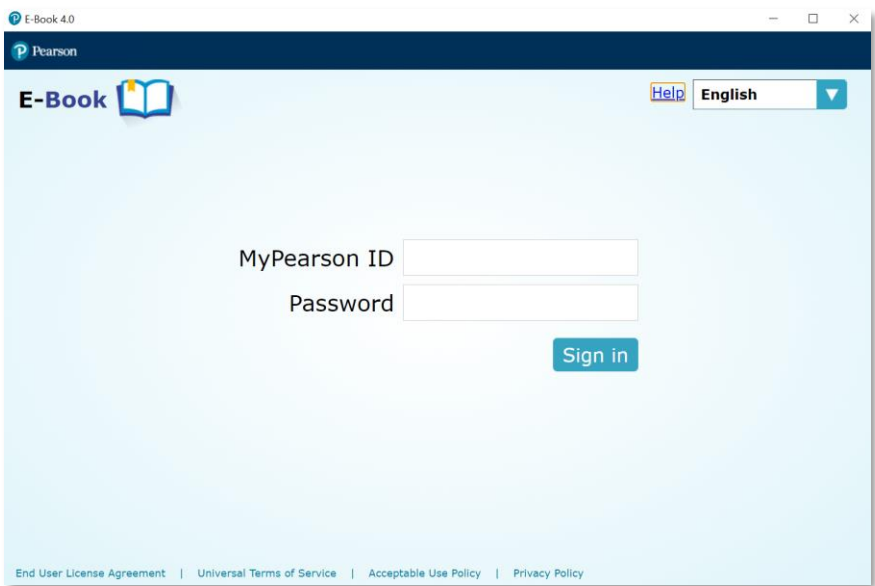 E-Book 4.0
Pearson
E-Book
Help English
MyPearson ID
Password
Sign in
End User License Agreement | Universal Terms of Service | Acceptable Use Policy | Privacy Policy